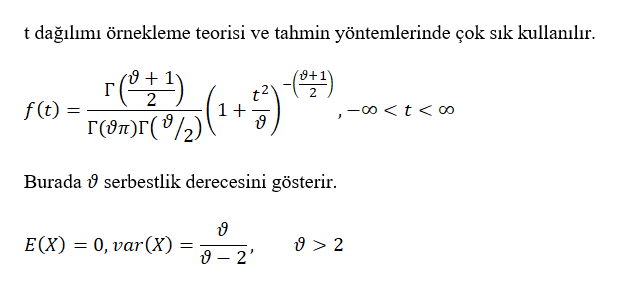 t dağılımı örnekleme teorisi ve tahmin yöntemlerinde çok sık kullanılır.
f(t) = Γ((ϑ + 1)/2) / (Γ(ϑπ)Γ(ϑ/2)) (1 + t²/ϑ)^(−((ϑ+1)/2)), −∞ < t < ∞
Burada ϑ serbestlik derecesini gösterir.
E(X) = 0, var(X) = ϑ/(ϑ − 2), ϑ > 2